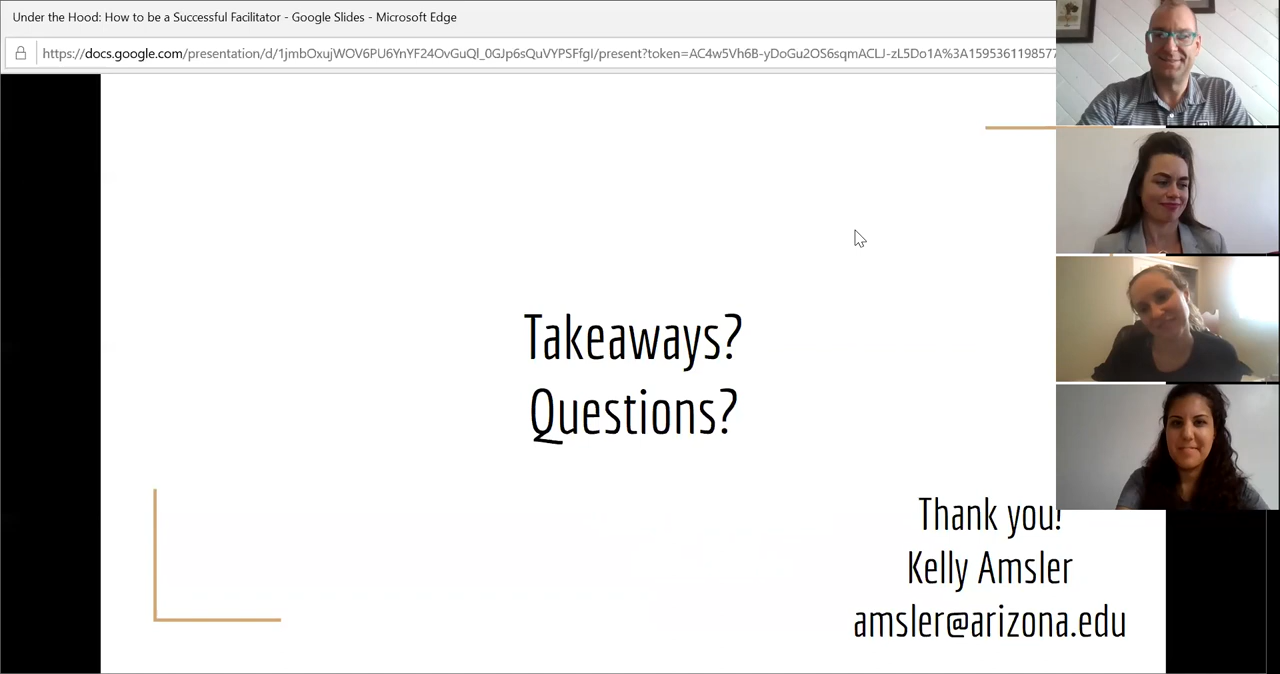 Under the Hood: How to be a Successful Facilitator - Google Slides - Microsoft Edge
https://docs.google.com/presentation/d/1jmbOxujWOV6PU6YnYF24OvGuQl_0GJp6sQuVYPSFfgI/present?token=AC4w5Vh6B-yDoGu2OS6sqmACLJ-zL5Do1A%3A1595361198577
Takeaways?
Questions?
Thank you!
Kelly Amsler
amsler@arizona.edu